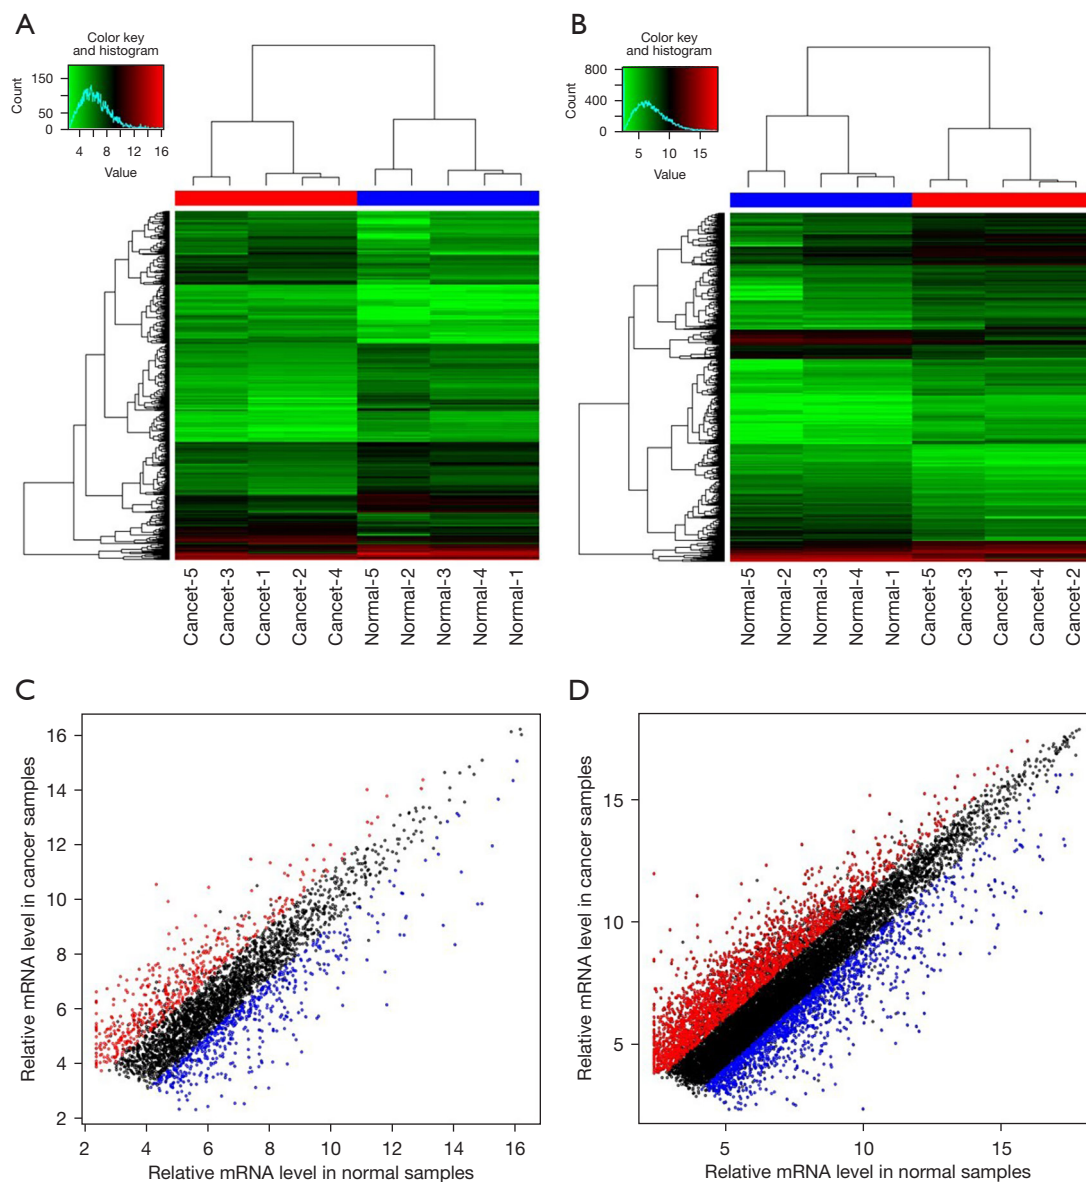 A
Color key
and histogram
Count
150
50
0
4 8 12 16
Value
Cancet-5
Cancet-3
Cancet-1
Cancet-2
Cancet-4
Normal-5
Normal-2
Normal-3
Normal-4
Normal-1
B
Color key
and histogram
Count
800
400
0
5 10 15
Value
Normal-5
Normal-2
Normal-3
Normal-4
Normal-1
Cancet-5
Cancet-3
Cancet-1
Cancet-4
Cancet-2
C
Relative mRNA level in cancer samples
16
14
12
10
8
6
4
2
2 4 6 8 10 12 14 16
Relative mRNA level in normal samples
D
Relative mRNA level in cancer samples
15
10
5
5 10 15
Relative mRNA level in normal samples